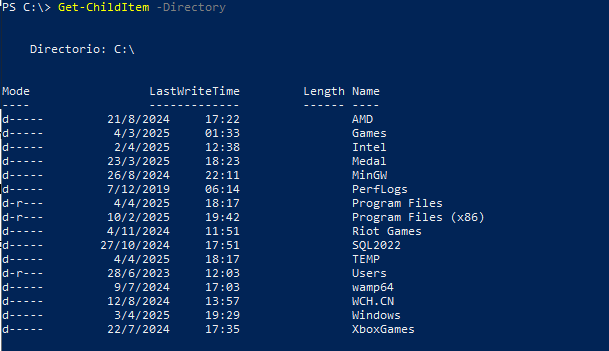 PS C:\> Get-ChildItem -Directory
Directorio: C:\
Mode LastWriteTime Length Name
---- ------------- ------ ----
d----- 21/8/2024 17:22 AMD
d----- 4/3/2025 01:33 Games
d----- 2/4/2025 12:38 Intel
d----- 23/3/2025 18:23 Medal
d----- 26/8/2024 22:11 MinGW
d----- 7/12/2019 06:14 PerfLogs
d-r--- 4/4/2025 18:17 Program Files
d-r--- 10/2/2025 19:42 Program Files (x86)
d----- 4/11/2024 11:51 Riot Games
d----- 27/10/2024 17:51 SQL2022
d----- 4/4/2025 18:17 TEMP
d-r--- 28/6/2023 12:03 Users
d----- 9/7/2024 17:03 wamp64
d----- 12/8/2024 13:57 WCH.CN
d----- 3/4/2025 19:29 Windows
d----- 22/7/2024 17:35 XboxGames